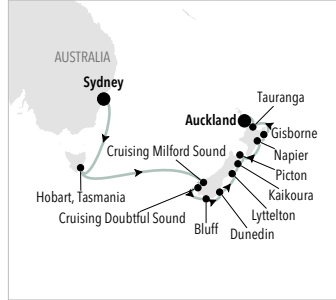 AUSTRALIA
Sydney
Tauranga
Auckland
Gisborne
Cruising Milford Sound
Napier
Picton
Kaikoura
Hobart, Tasmania
Lyttelton
Cruising Doubtful Sound
Bluff
Dunedin